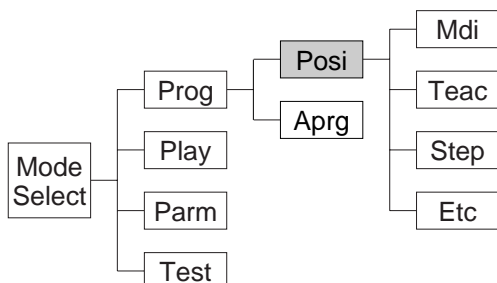 Mode
Select
Prog
Play
Parm
Test
Posi
Aprg
Mdi
Teac
Step
Etc